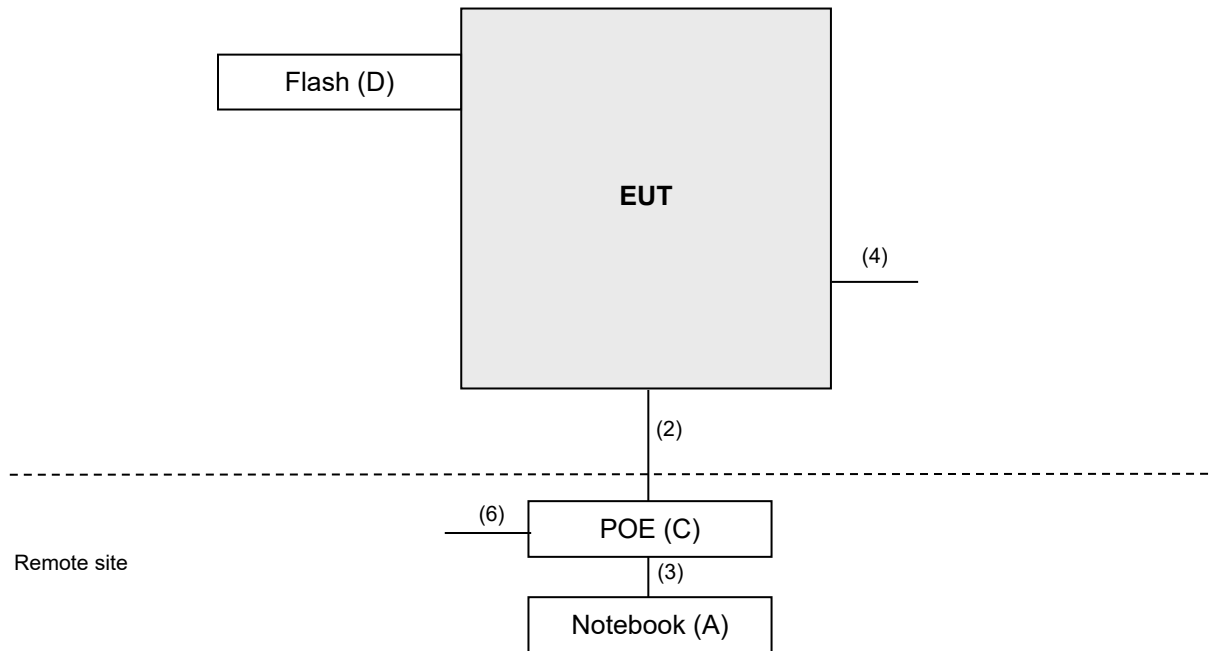 Flash (D)
EUT
(4)
(2)
(6)
POE (C)
Remote site
(3)
Notebook (A)